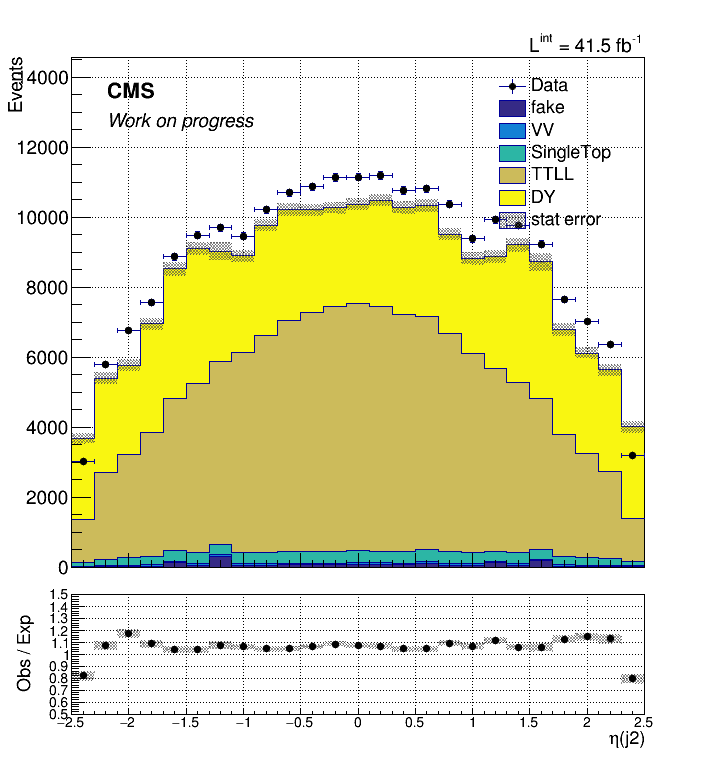 L^int = 41.5 fb^-1
Events
CMS
Work on progress
Data
fake
VV
SingleTop
TTLL
DY
stat error
14000
12000
10000
8000
6000
4000
2000
0
Obs / Exp
1.5
1.4
1.3
1.2
1.1
1
0.9
0.8
0.7
0.6
0.5
−2.5 −2 −1.5 −1 −0.5 0 0.5 1 1.5 2 2.5
η(j2)